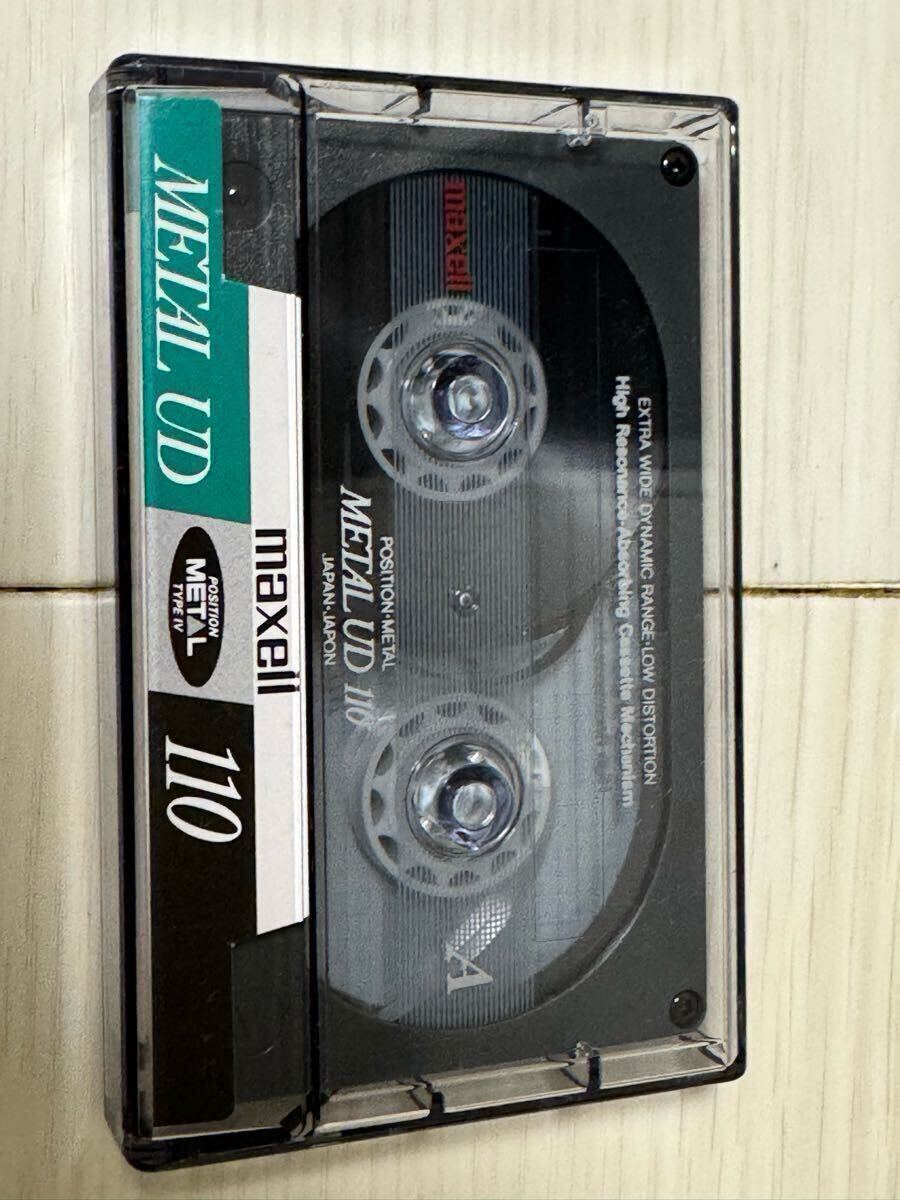 METAL UD
maxell
POSITION
METAL
TYPE IV
110
maxell
EXTRA WIDE DYNAMIC RANGE·LOW DISTORTION
High Resonance-Absorbing Cassette Mechanism
POSITION·METAL
METAL UD 110
JAPAN·JAPON
A